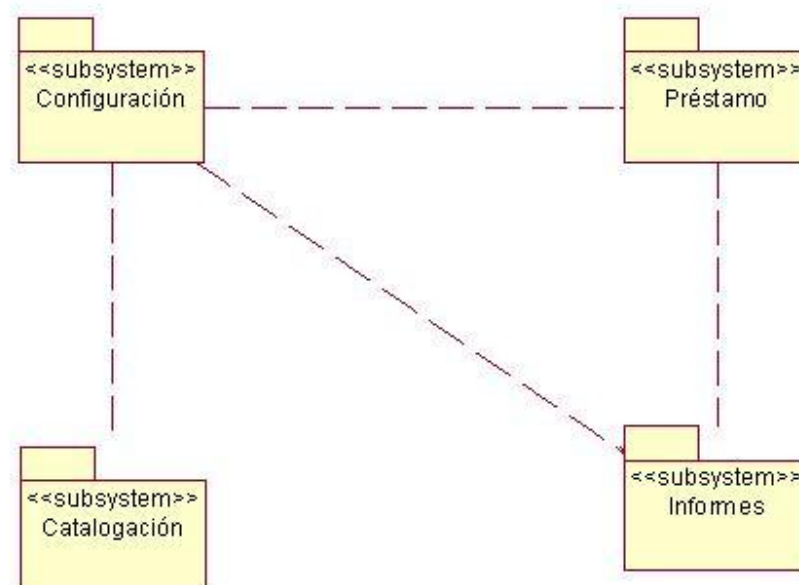 <<subsystem>>
Configuración
<<subsystem>>
Préstamo
<<subsystem>>
Catalogación
<<subsystem>>
Informes